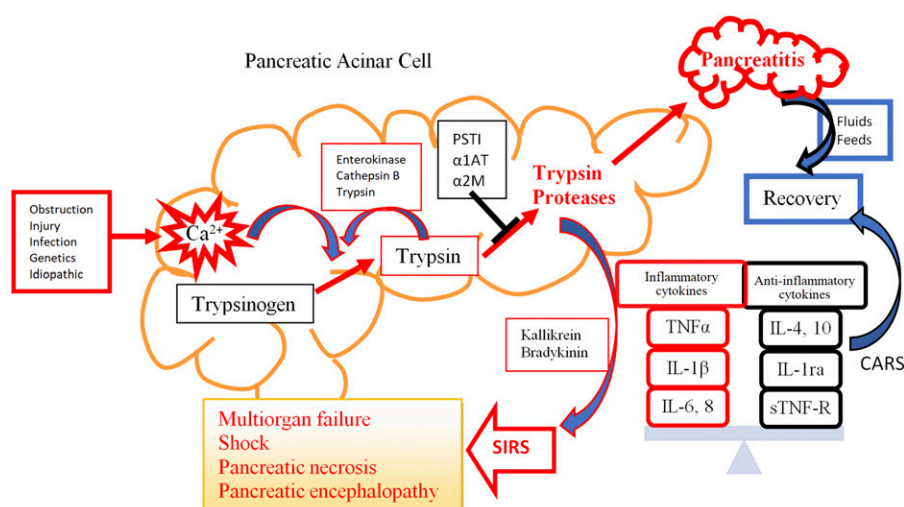 Pancreatic Acinar Cell
Pancreatitis
Fluids
Feeds
Recovery
PSTI
α1AT
α2M
Enterokinase
Cathepsin B
Trypsin
Trypsin
Proteases
Obstruction
Injury
Infection
Genetics
Idiopathic
Ca²⁺
Trypsin
Trypsinogen
Inflammatory
cytokines
Anti-inflammatory
cytokines
TNFα
IL-4, 10
IL-1β
IL-1ra
IL-6, 8
sTNF-R
CARS
Kallikrein
Bradykinin
SIRS
Multiorgan failure
Shock
Pancreatic necrosis
Pancreatic encephalopathy